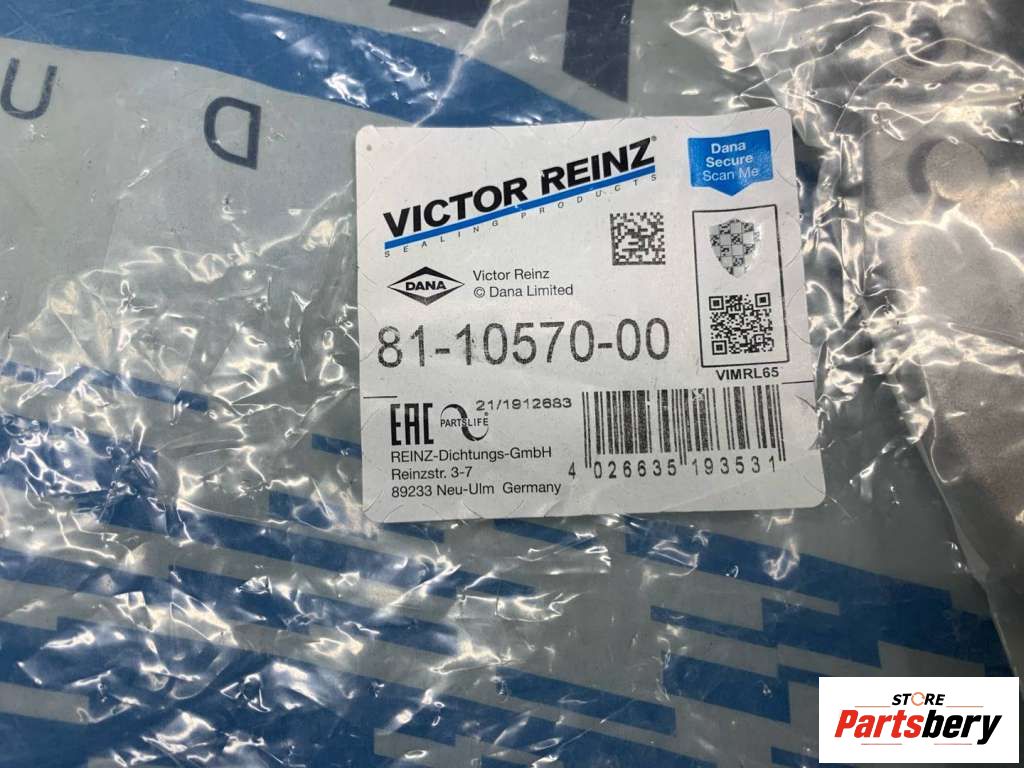 U D
VICTOR REINZ®
SEALING PRODUCTS
Dana
Secure
Scan Me
DANA
Victor Reinz
© Dana Limited
81-10570-00
VIMRL65
EAC
PARTSLIFE
21/1912683
REINZ-Dichtungs-GmbH
Reinzstr. 3-7
89233 Neu-Ulm Germany
4 026635 193531
STORE
Partsbery